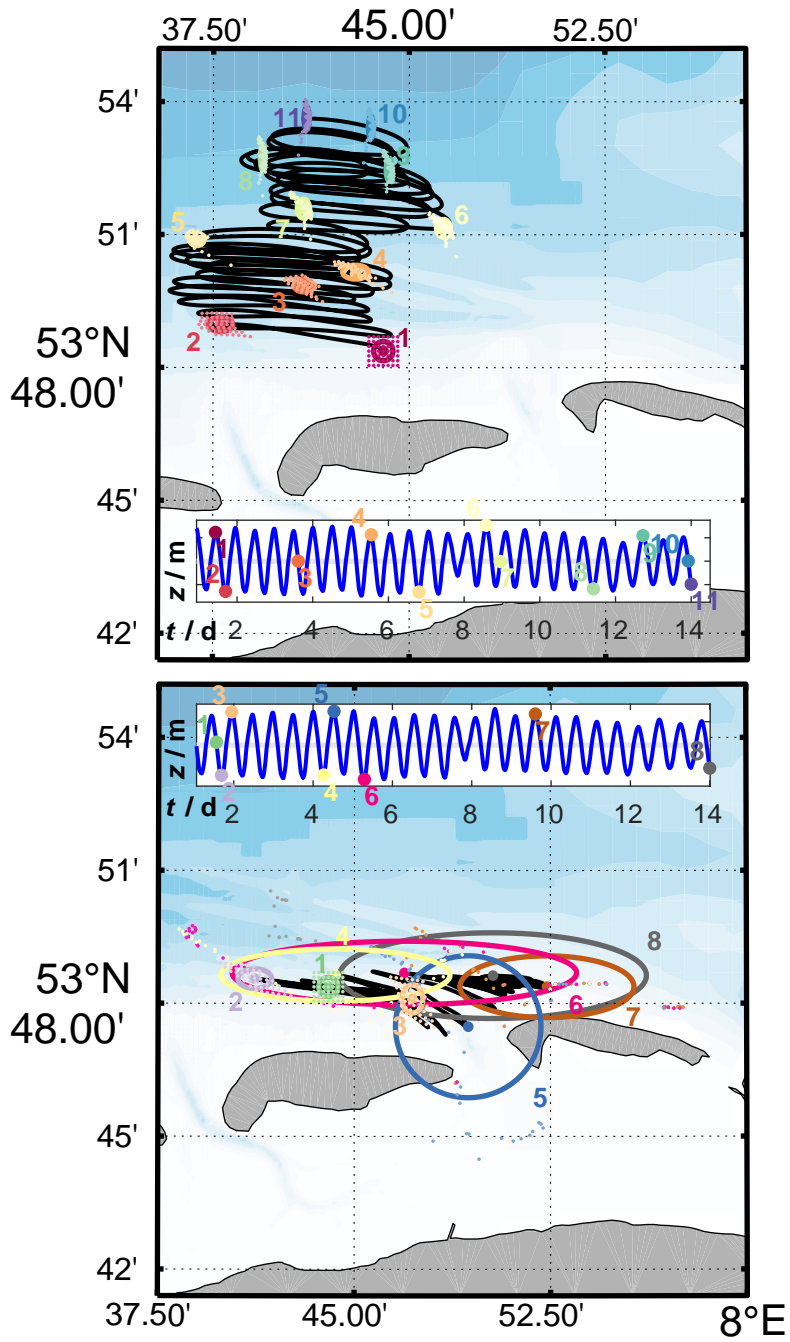 37.50' 45.00' 52.50'
54'
11 10
9
8
7 6
5 51'
4
3
2 1
53°N
48.00'
45'
z / m
1 2 3 4 5 6 7 8 9 10 11
t / d 2 4 6 8 10 12 14
42'
54'
z / m
1 2 3 4 5 6 7 8
t / d 2 4 6 8 10 12 14
51'
4 8
1
2 3 6 7
53°N
48.00'
5
45'
42'
37.50' 45.00' 52.50' 8°E